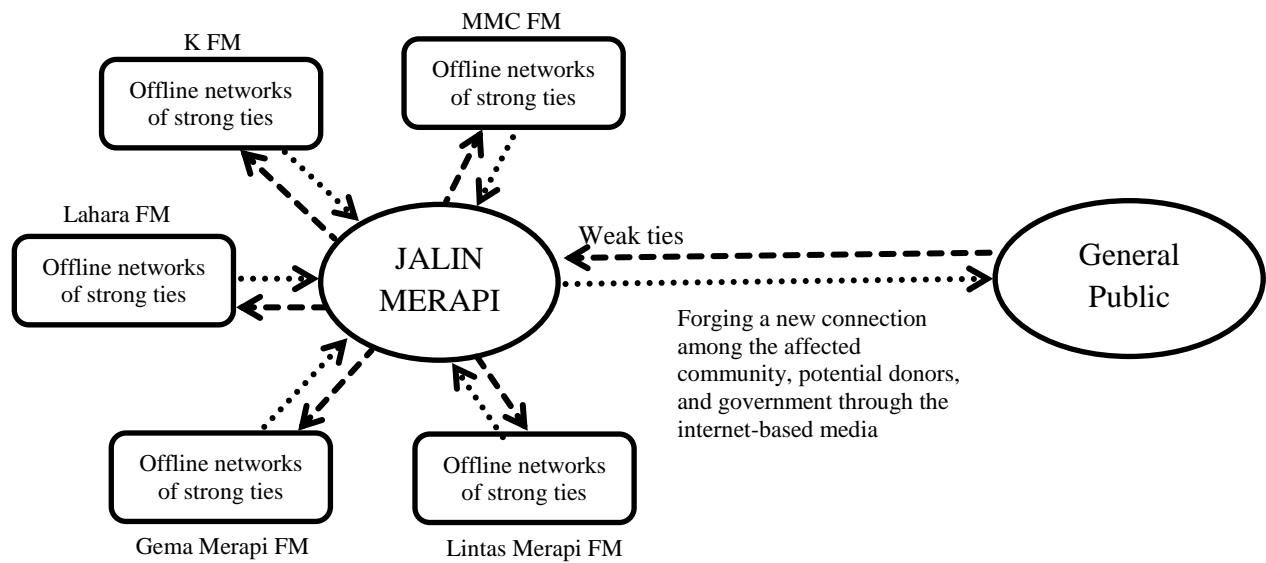 MMC FM
Offline networks
of strong ties
K FM
Offline networks
of strong ties
Lahara FM
Offline networks
of strong ties
JALIN
MERAPI
Weak ties
General
Public
Forging a new connection
among the affected
community, potential donors,
and government through the
internet-based media
Offline networks
of strong ties
Gema Merapi FM
Offline networks
of strong ties
Lintas Merapi FM